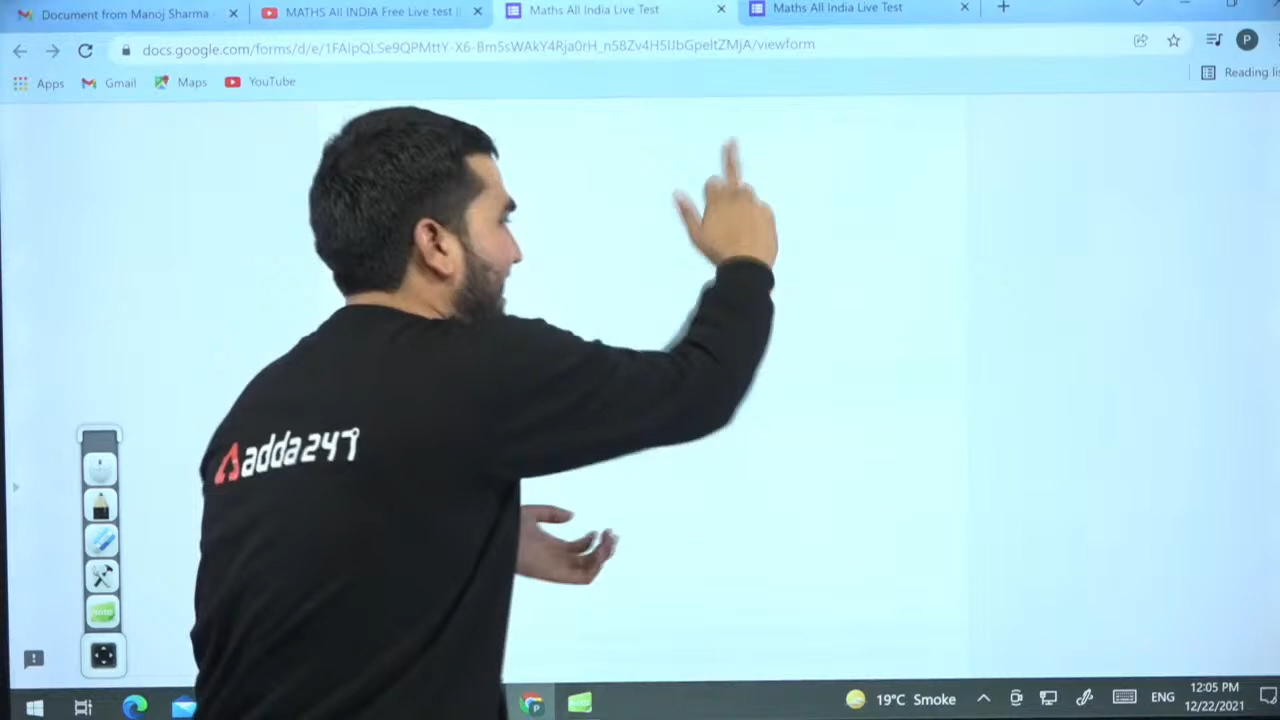 Document from Manoj Sharma
MATHS All INDIA Free Live test
Maths All India Live Test
Maths All India Live Test
docs.google.com/forms/d/e/1FAIpQLSe9QPMttY-X6-Bm5sWAkY4Rja0rH_n58Zv4H5IJbGpeltZMjA/viewform
P
Apps
Gmail
Maps
YouTube
Reading lis
adda247
19°C Smoke
ENG
12:05 PM
12/22/2021